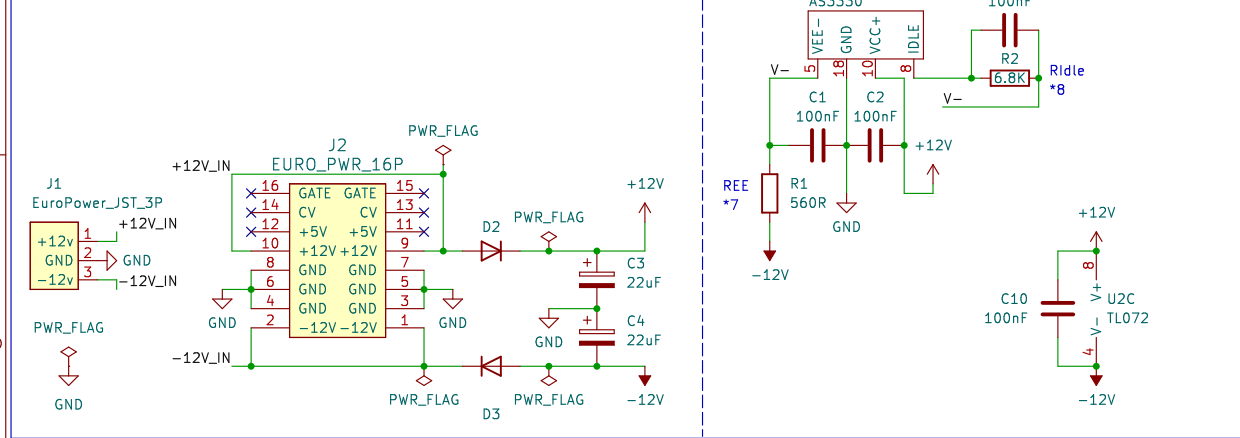 J1
EuroPower_JST_3P
+12v
GND
-12v
1
2
3
+12V_IN
GND
-12V_IN
PWR_FLAG
GND
J2
EURO_PWR_16P
+12V_IN
PWR_FLAG
16 GATE GATE 15
14 CV CV 13
12 +5V +5V 11
10 +12V +12V 9
8 GND GND 7
6 GND GND 5
4 GND GND 3
2 -12V -12V 1
GND
GND
-12V_IN
PWR_FLAG
D2
PWR_FLAG
+12V
+
C3
22uF
GND
+
C4
22uF
D3
PWR_FLAG
-12V
AS3330
VEE-
GND
VCC+
IDLE
5
18
10
8
V-
100nF
R2
6.8K
RIdle
*8
V-
C1
100nF
C2
100nF
+12V
REE
*7
R1
560R
GND
-12V
+12V
8
V+
C10
100nF
U2C
TL072
V-
4
-12V